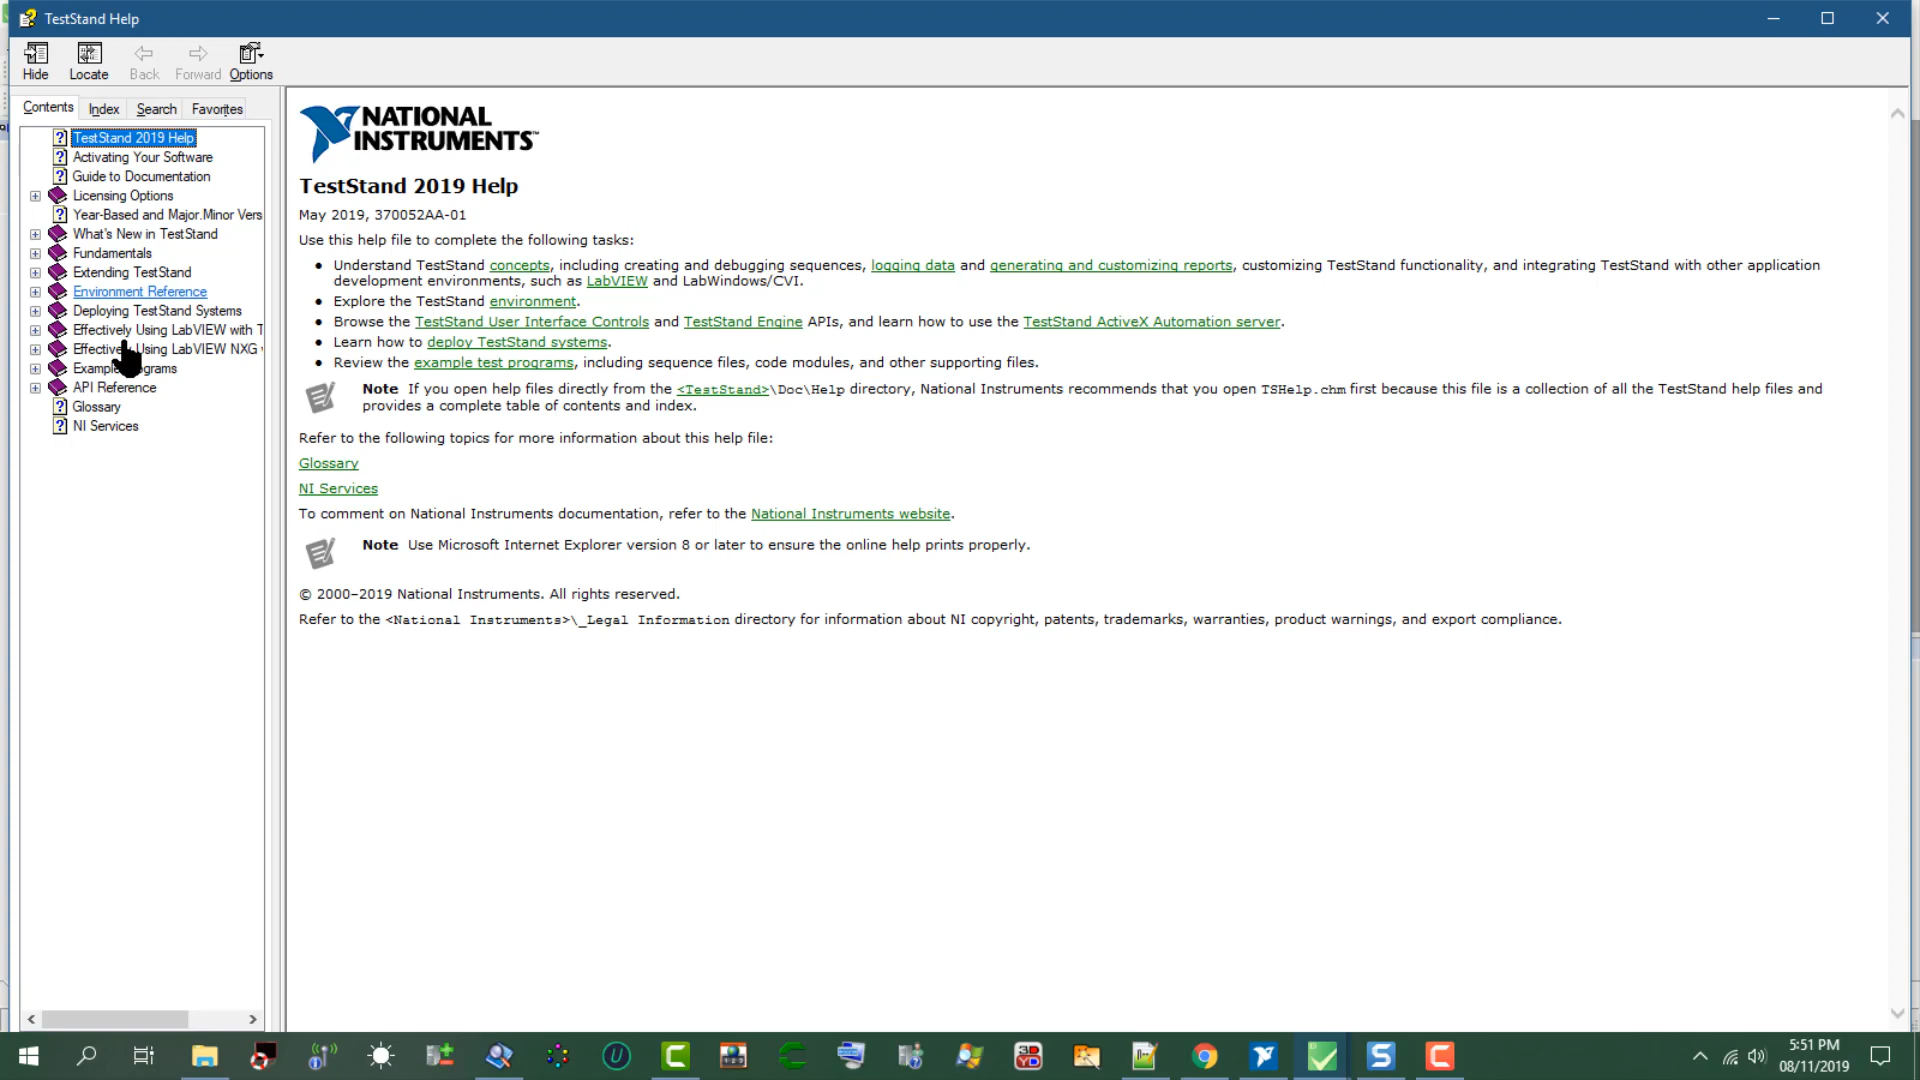 TestStand Help
Hide Locate Back Forward Options
Contents Index Search Favorites
TestStand 2019 Help
Activating Your Software
Guide to Documentation
Licensing Options
Year-Based and Major.Minor Vers
What's New in TestStand
Fundamentals
Extending TestStand
Environment Reference
Deploying TestStand Systems
Effectively Using LabVIEW with T
Effectively Using LabVIEW NXG
Example Programs
API Reference
Glossary
NI Services
NATIONAL
INSTRUMENTS™
TestStand 2019 Help
May 2019, 370052AA-01
Use this help file to complete the following tasks:
• Understand TestStand concepts, including creating and debugging sequences, logging data and generating and customizing reports, customizing TestStand functionality, and integrating TestStand with other application
development environments, such as LabVIEW and LabWindows/CVI.
• Explore the TestStand environment.
• Browse the TestStand User Interface Controls and TestStand Engine APIs, and learn how to use the TestStand ActiveX Automation server.
• Learn how to deploy TestStand systems.
• Review the example test programs, including sequence files, code modules, and other supporting files.
Note If you open help files directly from the <TestStand>\Doc\Help directory, National Instruments recommends that you open TSHelp.chm first because this file is a collection of all the TestStand help files and
provides a complete table of contents and index.
Refer to the following topics for more information about this help file:
Glossary
NI Services
To comment on National Instruments documentation, refer to the National Instruments website.
Note Use Microsoft Internet Explorer version 8 or later to ensure the online help prints properly.
© 2000–2019 National Instruments. All rights reserved.
Refer to the <National Instruments>\_Legal Information directory for information about NI copyright, patents, trademarks, warranties, product warnings, and export compliance.
5:51 PM
08/11/2019